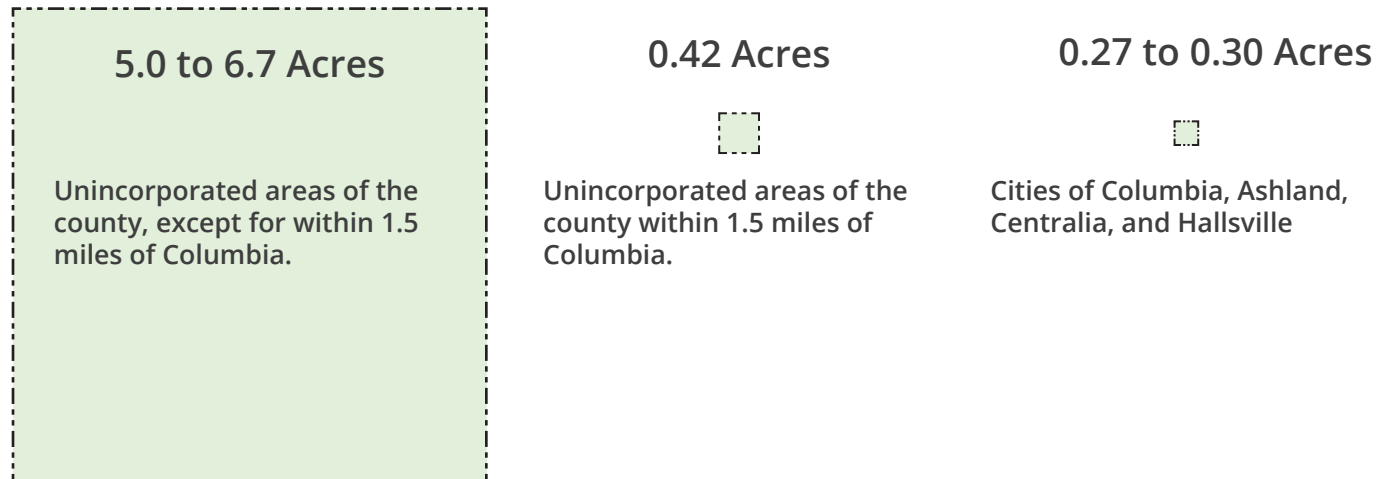 5.0 to 6.7 Acres
Unincorporated areas of the
county, except for within 1.5
miles of Columbia.
0.42 Acres
Unincorporated areas of the
county within 1.5 miles of
Columbia.
0.27 to 0.30 Acres
Cities of Columbia, Ashland,
Centralia, and Hallsville